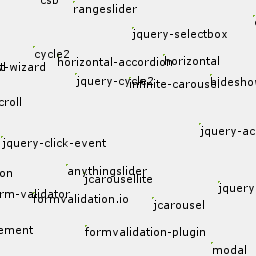 csb
rangeslider
jquery-selectbox
cycle2
horizontal-accordion
horizontal
-wizard
jquery-cycle2
infinite-carousel
hideshow
croll
jquery-ac
jquery-click-event
anythingslider
on
jcarousellite
jquery
rm-validator
formvalidation.io
jcarousel
ement
formvalidation-plugin
modal